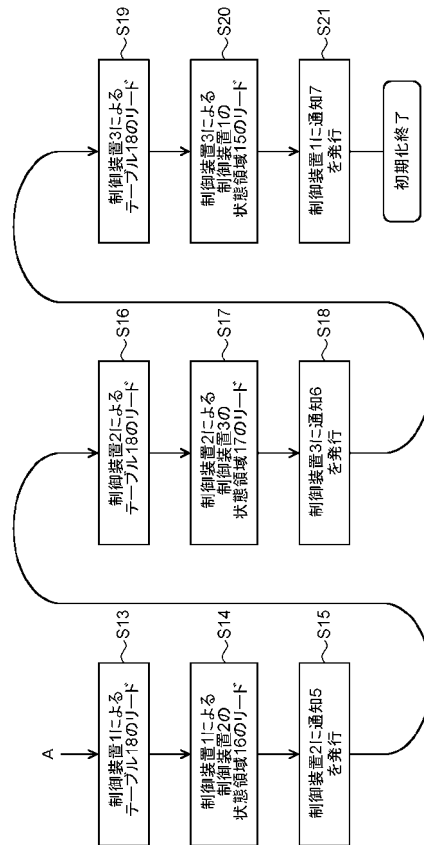 A
S13
制御装置1による
テーブル18のリード
S14
制御装置1による
制御装置2の
状態領域16のリード
S15
制御装置2に通知5
を発行
S16
制御装置2による
テーブル18のリード
S17
制御装置2による
制御装置3の
状態領域17のリード
S18
制御装置3に通知6
を発行
S19
制御装置3による
テーブル18のリード
S20
制御装置3による
制御装置1の
状態領域15のリード
S21
制御装置1に通知7
を発行
初期化終了